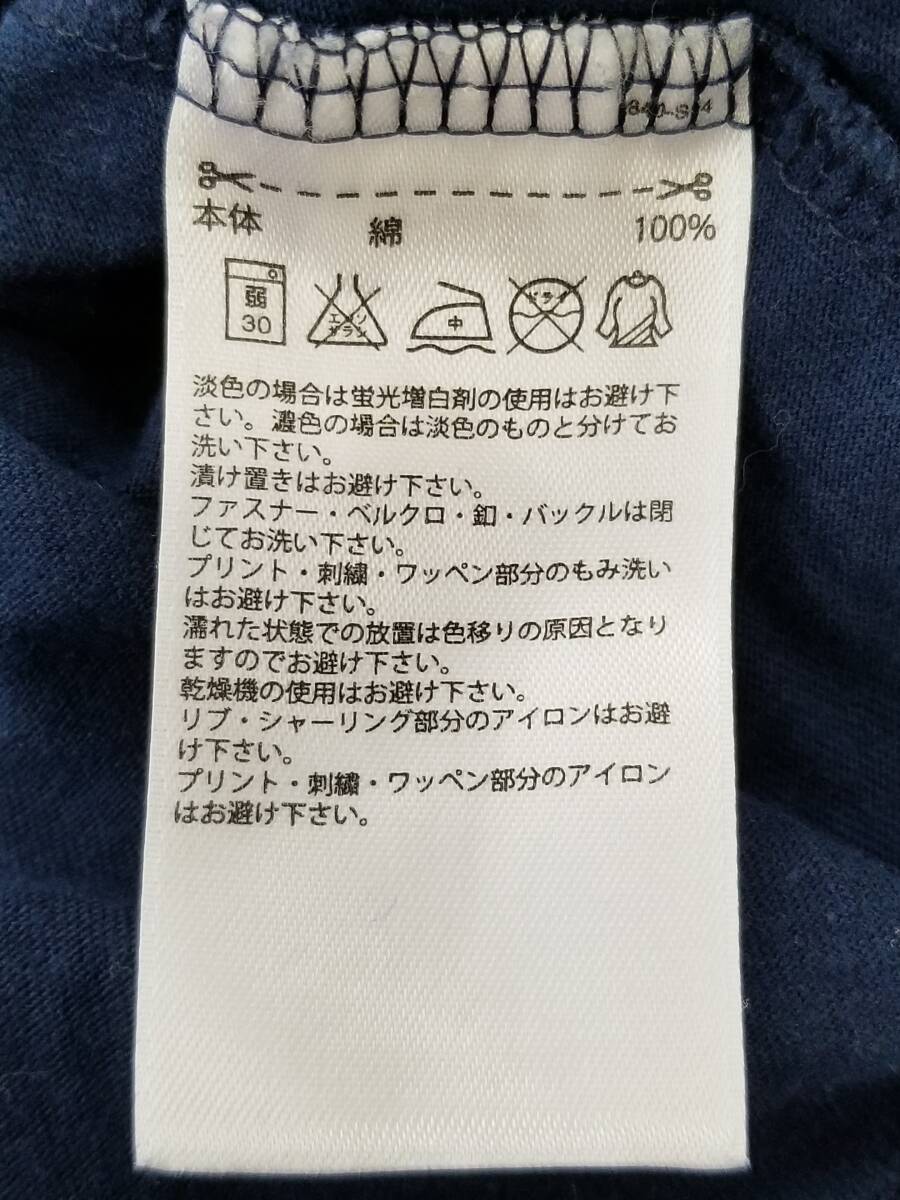 本体 綿 100%
弱
30
エンソ
サラシ
中
ドライ
淡色の場合は蛍光増白剤の使用はお避け下
さい。濃色の場合は淡色のものと分けてお
洗い下さい。
漬け置きはお避け下さい。
ファスナー・ベルクロ・釦・バックルは閉
じてお洗い下さい。
プリント・刺繍・ワッペン部分のもみ洗い
はお避け下さい。
濡れた状態での放置は色移りの原因となり
ますのでお避け下さい。
乾燥機の使用はお避け下さい。
リブ・シャーリング部分のアイロンはお避
け下さい。
プリント・刺繍・ワッペン部分のアイロン
はお避け下さい。